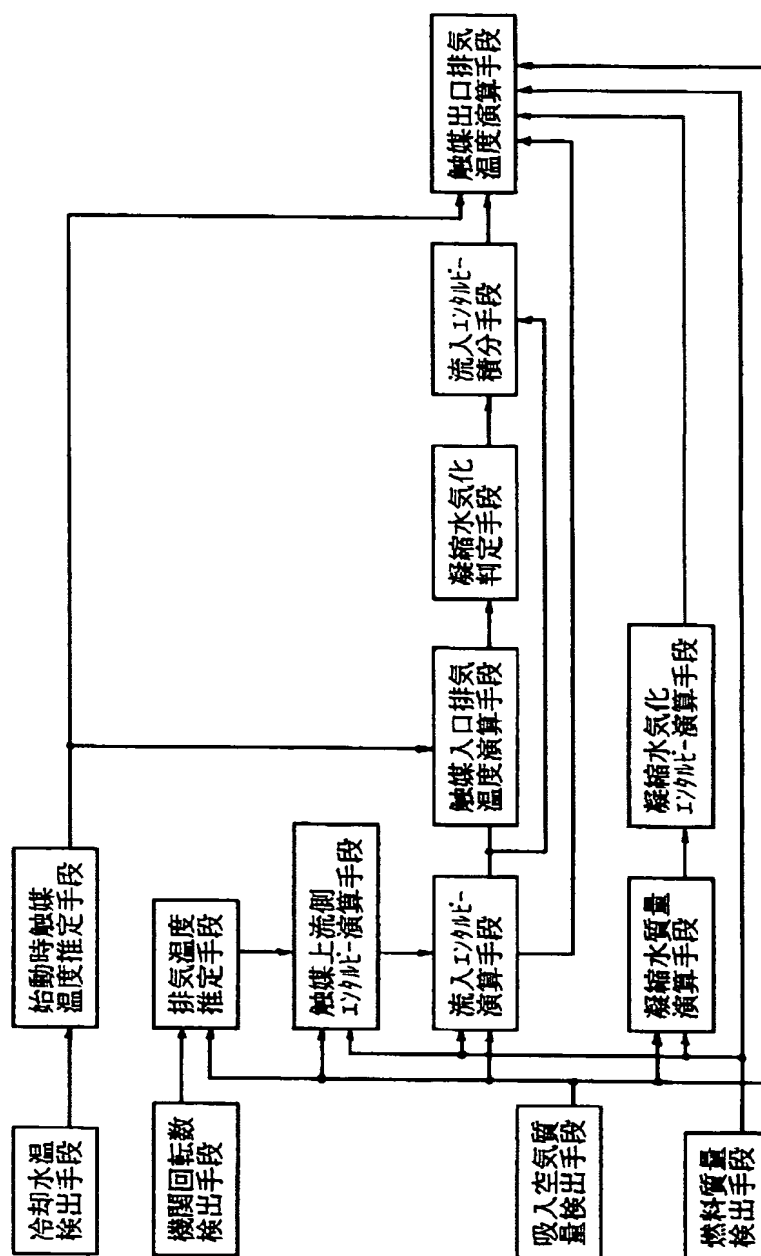 冷却水温
検出手段
始動時触媒
温度推定手段
機関回転数
検出手段
排気温度
推定手段
触媒上流側
エンタルピー演算手段
吸入空気質
量検出手段
流入エンタルピー
演算手段
触媒入口排気
温度演算手段
凝縮水気化
判定手段
流入エンタルピー
積分手段
触媒出口排気
温度演算手段
燃料質量
検出手段
凝縮水質量
演算手段
凝縮水気化
エンタルピー演算手段